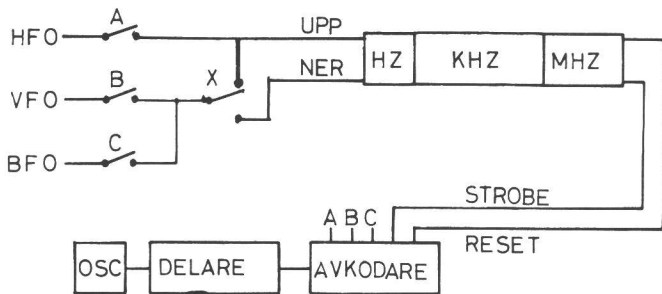 A
HFO
UPP
HZ
KHZ
MHZ
NER
B
X
VFO
C
BFO
STROBE
A B C
RESET
OSC
DELARE
AVKODARE